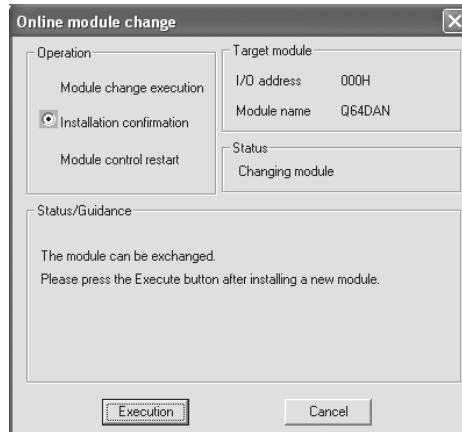 Online module change
Operation
Module change execution
Installation confirmation
Module control restart
Target module
I/O address 000H
Module name Q64DAN
Status
Changing module
Status/Guidance
The module can be exchanged.
Please press the Execute button after installing a new module.
Execution
Cancel